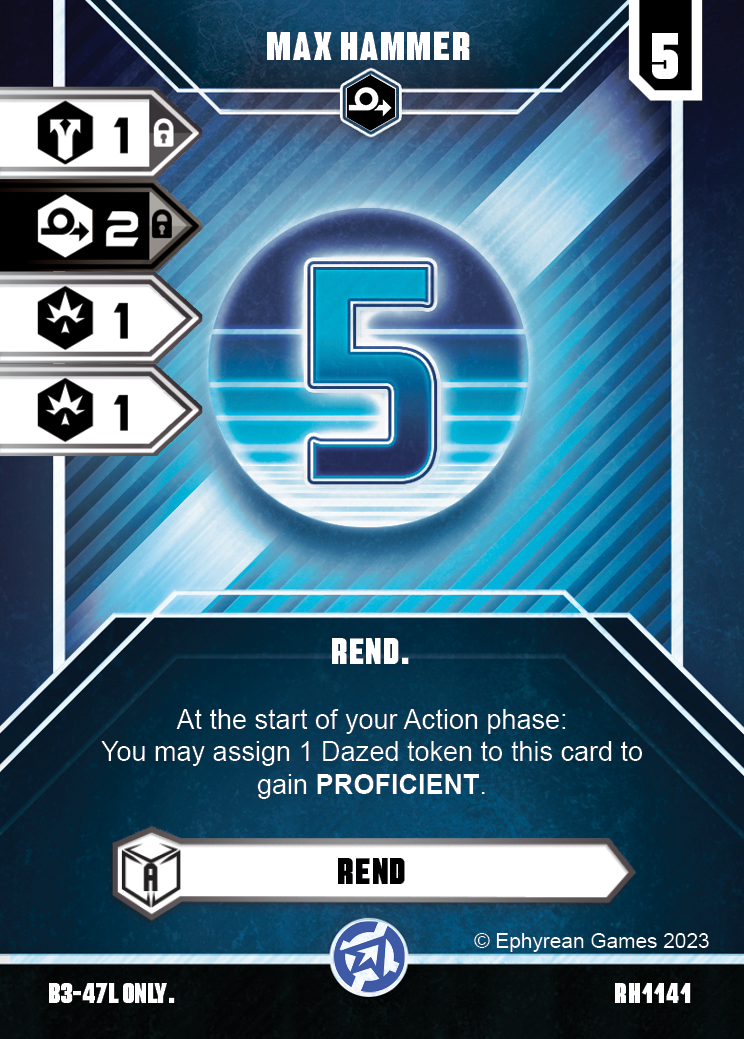 MAX HAMMER
5
1
2
1
1
5
REND.
At the start of your Action phase:
You may assign 1 Dazed token to this card to
gain PROFICIENT.
A
REND
© Ephyrean Games 2023
B3-47L ONLY.
RH1141